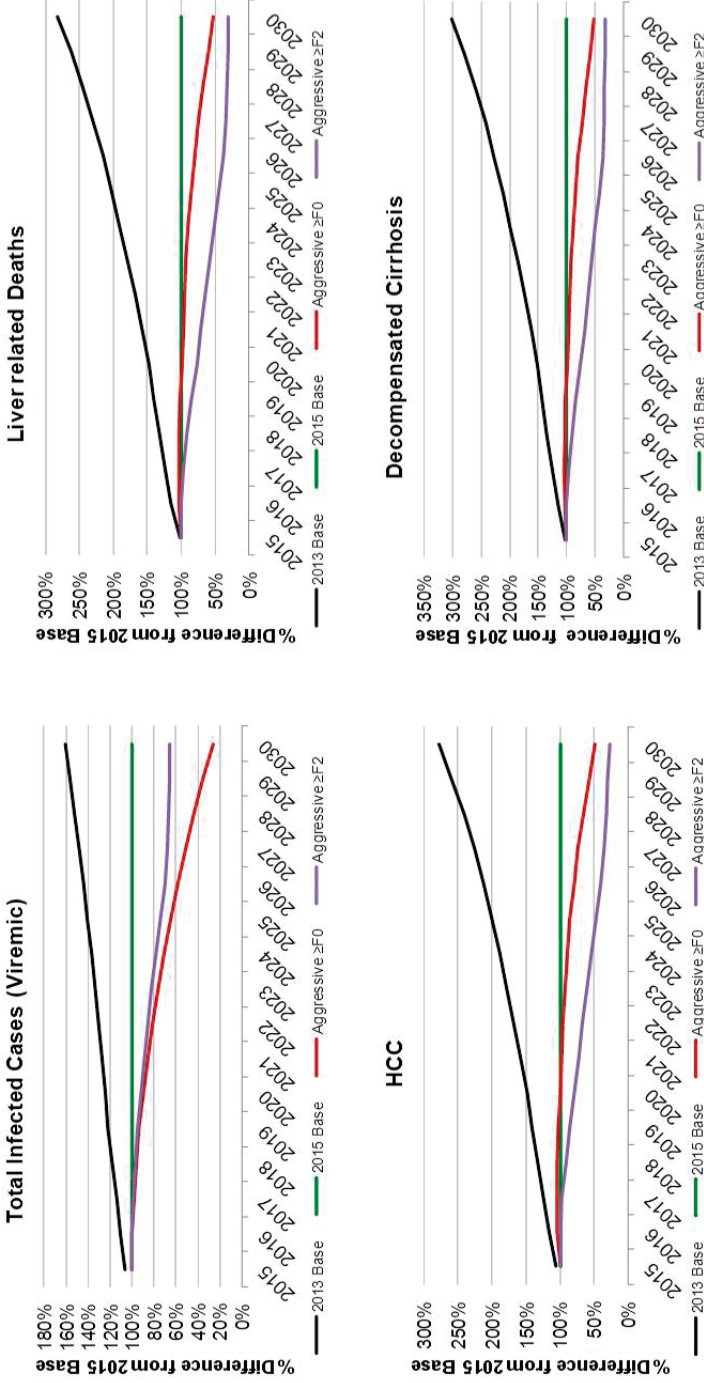 Total Infected Cases (Viremic)
% Difference from 2015 Base
180%
160%
140%
120%
100%
80%
60%
40%
20%
0%
2015 2016 2017 2018 2019 2020 2021 2022 2023 2024 2025 2026 2027 2028 2029 2030
2013 Base 2015 Base Aggressive ≥F0 Aggressive ≥F2
Liver related Deaths
% Difference from 2015 Base
300%
250%
200%
150%
100%
50%
0%
2015 2016 2017 2018 2019 2020 2021 2022 2023 2024 2025 2026 2027 2028 2029 2030
2013 Base 2015 Base Aggressive ≥F0 Aggressive ≥F2
HCC
% Difference from 2015 Base
300%
250%
200%
150%
100%
50%
0%
2015 2016 2017 2018 2019 2020 2021 2022 2023 2024 2025 2026 2027 2028 2029 2030
2013 Base 2015 Base Aggressive ≥F0 Aggressive ≥F2
Decompensated Cirrhosis
% Difference from 2015 Base
350%
300%
250%
200%
150%
100%
50%
0%
2015 2016 2017 2018 2019 2020 2021 2022 2023 2024 2025 2026 2027 2028 2029 2030
2013 Base 2015 Base Aggressive ≥F0 Aggressive ≥F2